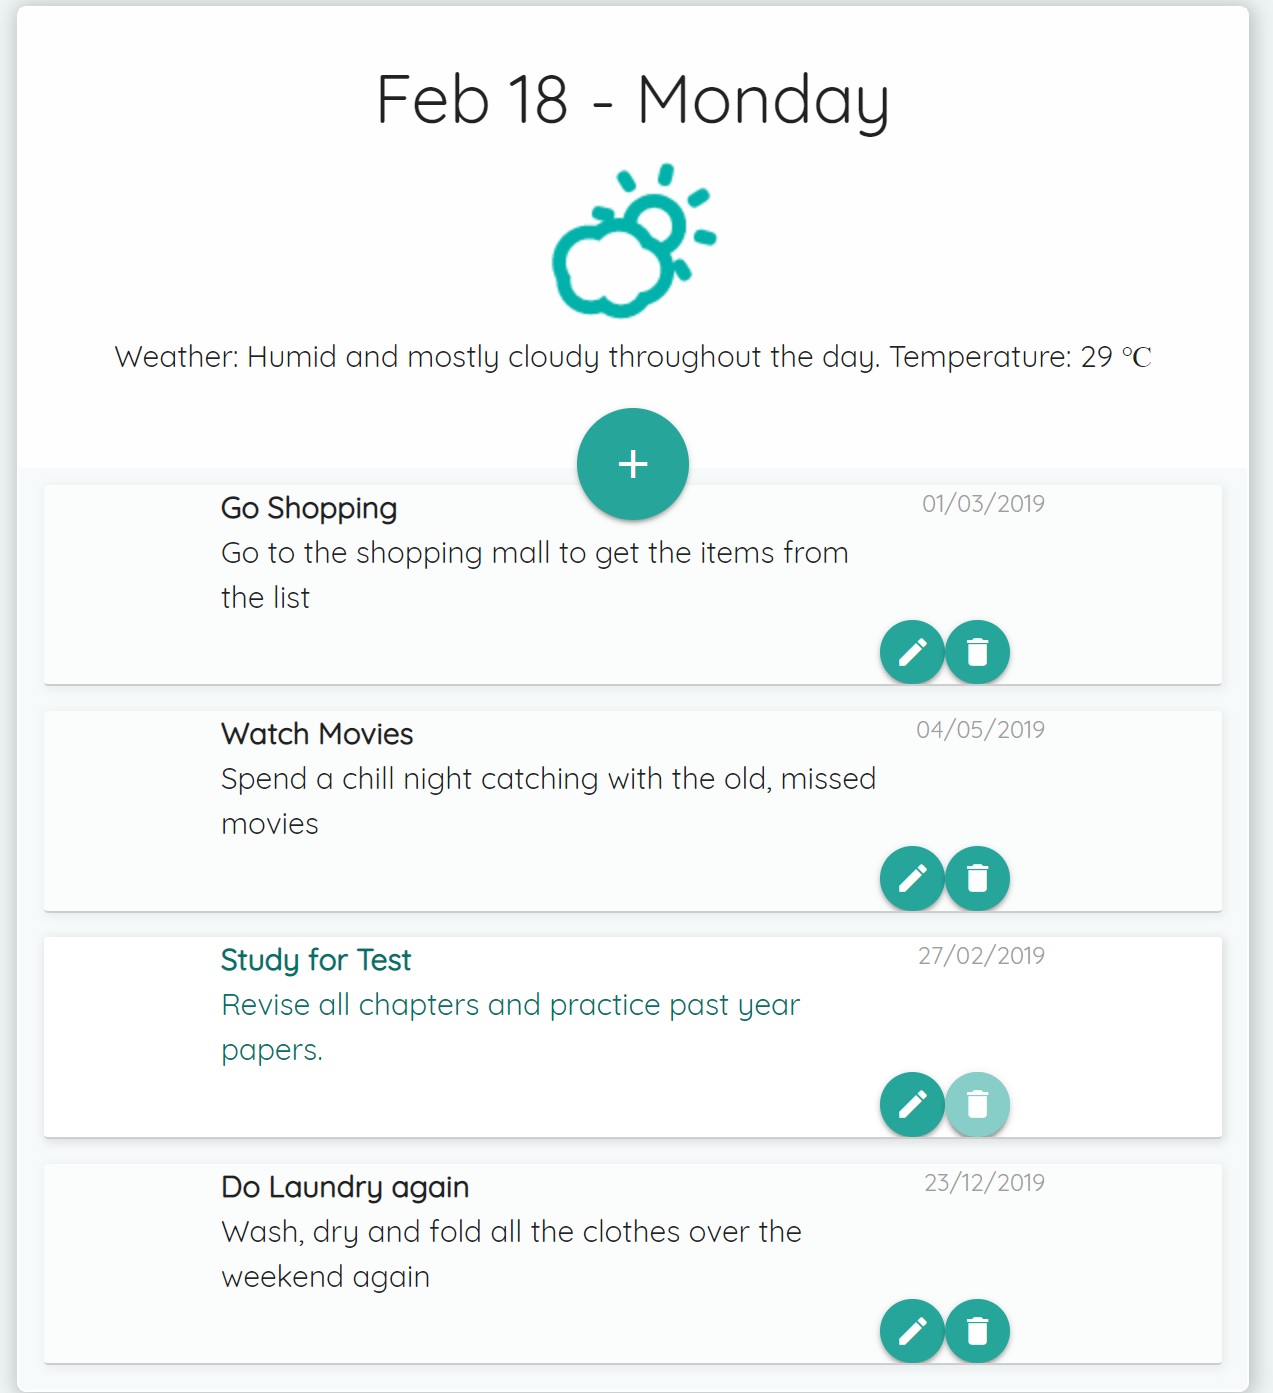 Feb 18 - Monday
Weather: Humid and mostly cloudy throughout the day. Temperature: 29 ℃
+
Go Shopping
01/03/2019
Go to the shopping mall to get the items from
the list
Watch Movies
04/05/2019
Spend a chill night catching with the old, missed
movies
Study for Test
27/02/2019
Revise all chapters and practice past year
papers.
Do Laundry again
23/12/2019
Wash, dry and fold all the clothes over the
weekend again